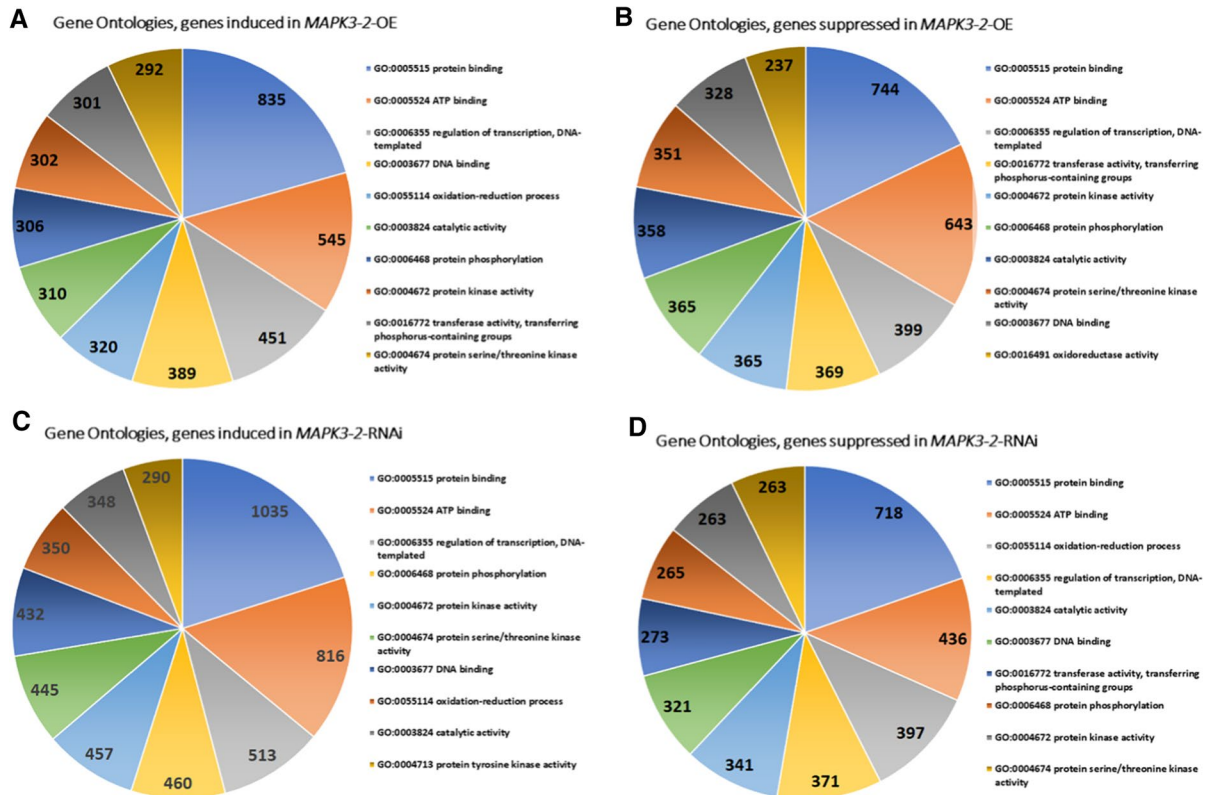 A
Gene Ontologies, genes induced in MAPK3-2-OE
835
545
451
389
320
310
306
302
301
292
GO:0005515 protein binding
GO:0005524 ATP binding
GO:0006355 regulation of transcription, DNA-
templated
GO:0003677 DNA binding
GO:0055114 oxidation-reduction process
GO:0003824 catalytic activity
GO:0006468 protein phosphorylation
GO:0004672 protein kinase activity
GO:0016772 transferase activity, transferring
phosphorus-containing groups
GO:0004674 protein serine/threonine kinase
activity
B
Gene Ontologies, genes suppressed in MAPK3-2-OE
744
643
399
369
365
365
358
351
328
237
GO:0005515 protein binding
GO:0005524 ATP binding
GO:0006355 regulation of transcription, DNA-
templated
GO:0016772 transferase activity, transferring
phosphorus-containing groups
GO:0004672 protein kinase activity
GO:0006468 protein phosphorylation
GO:0003824 catalytic activity
GO:0004674 protein serine/threonine kinase
activity
GO:0003677 DNA binding
GO:0016491 oxidoreductase activity
C
Gene Ontologies, genes induced in MAPK3-2-RNAi
1035
816
513
460
457
445
432
350
348
290
GO:0005515 protein binding
GO:0005524 ATP binding
GO:0006355 regulation of transcription, DNA-
templated
GO:0006468 protein phosphorylation
GO:0004672 protein kinase activity
GO:0004674 protein serine/threonine kinase
activity
GO:0003677 DNA binding
GO:0055114 oxidation-reduction process
GO:0003824 catalytic activity
GO:0004713 protein tyrosine kinase activity
D
Gene Ontologies, genes suppressed in MAPK3-2-RNAi
718
436
397
371
341
321
273
265
263
263
GO:0005515 protein binding
GO:0005524 ATP binding
GO:0055114 oxidation-reduction process
GO:0006355 regulation of transcription, DNA-
templated
GO:0003824 catalytic activity
GO:0003677 DNA binding
GO:0016772 transferase activity, transferring
phosphorus-containing groups
GO:0006468 protein phosphorylation
GO:0004672 protein kinase activity
GO:0004674 protein serine/threonine kinase
activity